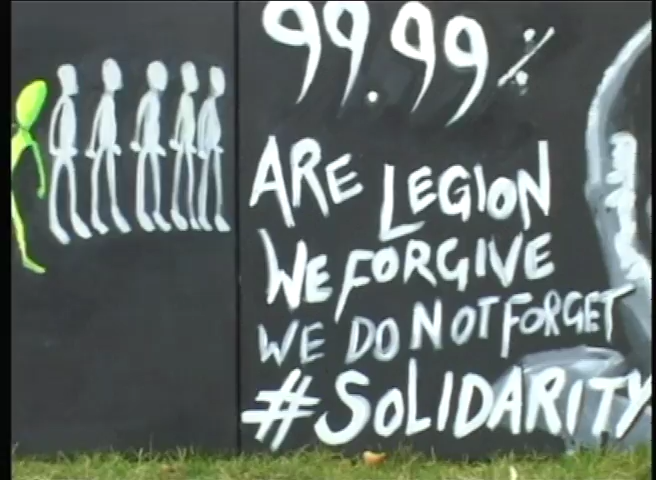 99.99%
ARE LEGION
WE FORGIVE
WE DO NOT FORGET
#SOLIDARITY